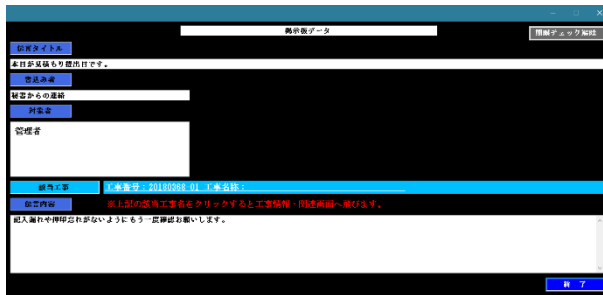 掲示板データ
開封チェック解除
伝言タイトル
本日が見積もり提出日です。
書込み者
秘書からの連絡
対象者
管理者
該当工事
工事番号：20180368-01 工事名称：
伝言内容
※上記の該当工事名をクリックすると工事情報・関連画面へ飛びます。
記入漏れや押印忘れがないようにもう一度確認お願いします。
終 了